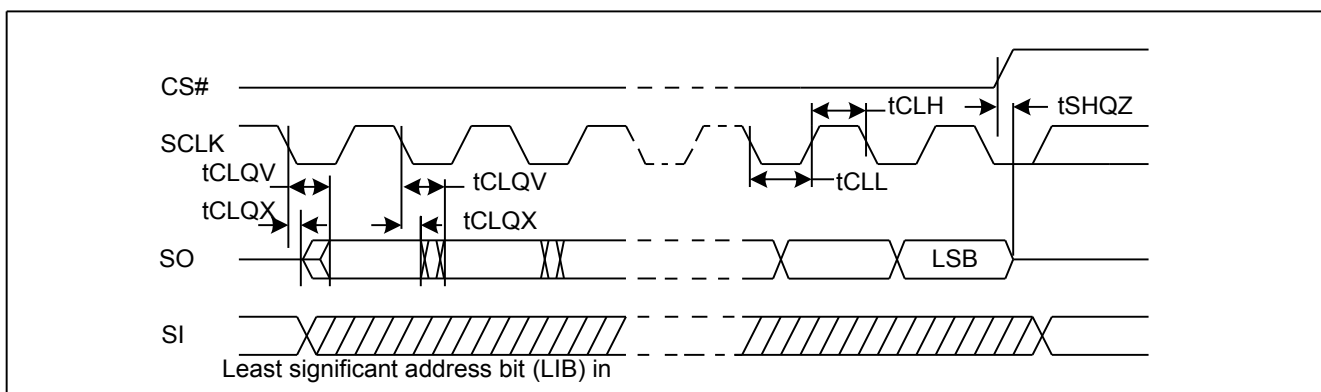 CS#
tCLH
tSHQZ
SCLK
tCLQV
tCLQV
tCLL
tCLQX
tCLQX
SO
LSB
SI
Least significant address bit (LIB) in